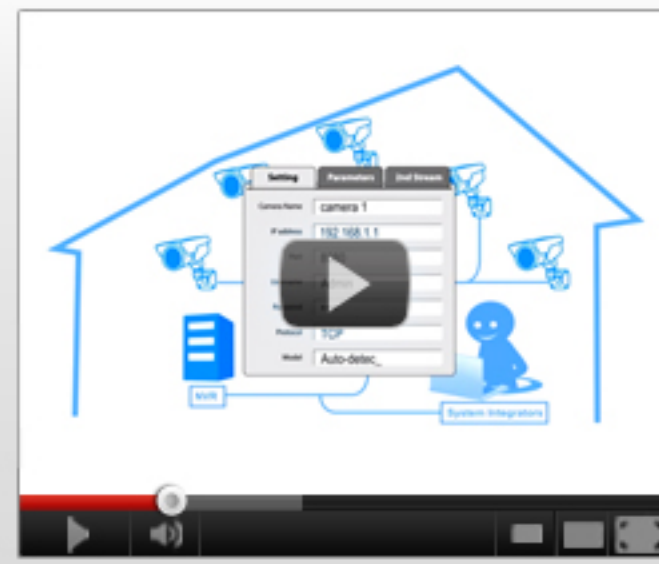 Setting Parameters 2nd Stream
Camera Name camera 1
IP address 192.168.1.1
Protocol TCP
Model Auto-detec_
NVR
System Integrators